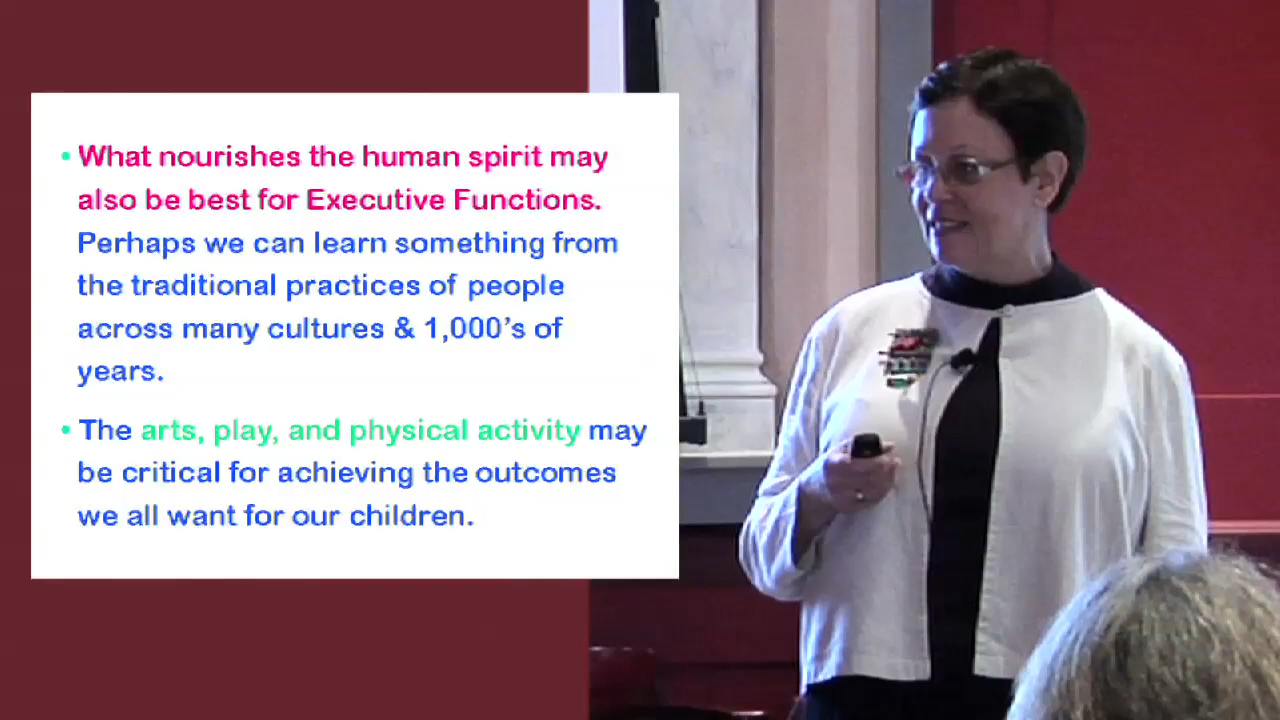 • What nourishes the human spirit may
also be best for Executive Functions.
Perhaps we can learn something from
the traditional practices of people
across many cultures & 1,000's of
years.
• The arts, play, and physical activity may
be critical for achieving the outcomes
we all want for our children.